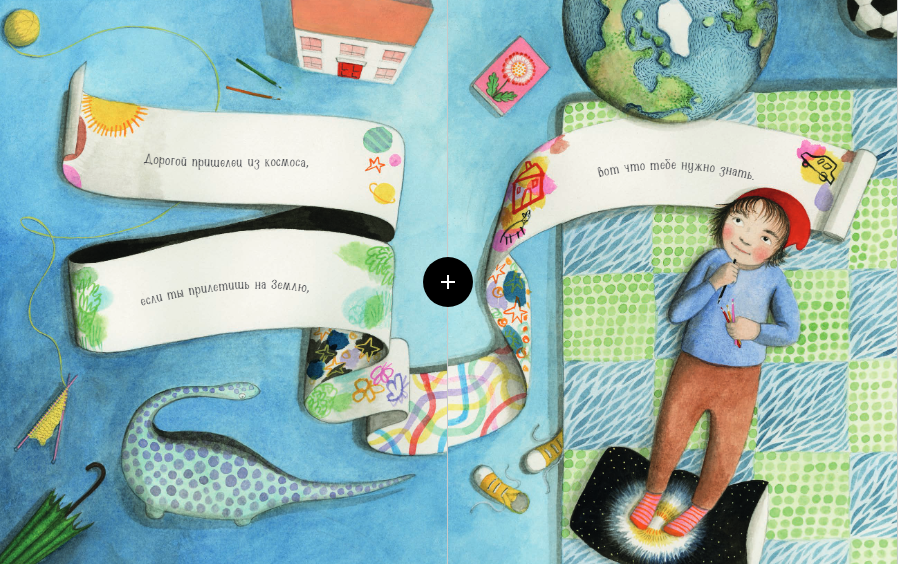 Дорогой пришелец из космоса,
если ты прилетишь на Землю,
вот что тебе нужно знать.